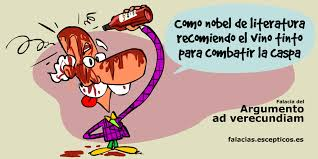 Como nobel de literatura
recomiendo el vino tinto
para combatir la caspa
Falacia del
Argumento
ad verecundiam
falacias.escepticos.es